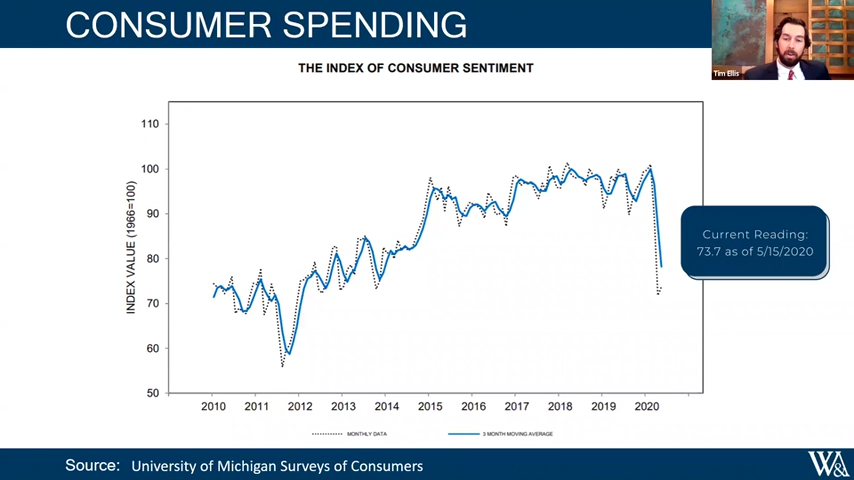 CONSUMER SPENDING
Tim Ellis
THE INDEX OF CONSUMER SENTIMENT
INDEX VALUE (1966=100)
110
100
90
80
70
60
50
2010 2011 2012 2013 2014 2015 2016 2017 2018 2019 2020
Current Reading:
73.7 as of 5/15/2020
MONTHLY DATA 3 MONTH MOVING AVERAGE
Source: University of Michigan Surveys of Consumers
WA&